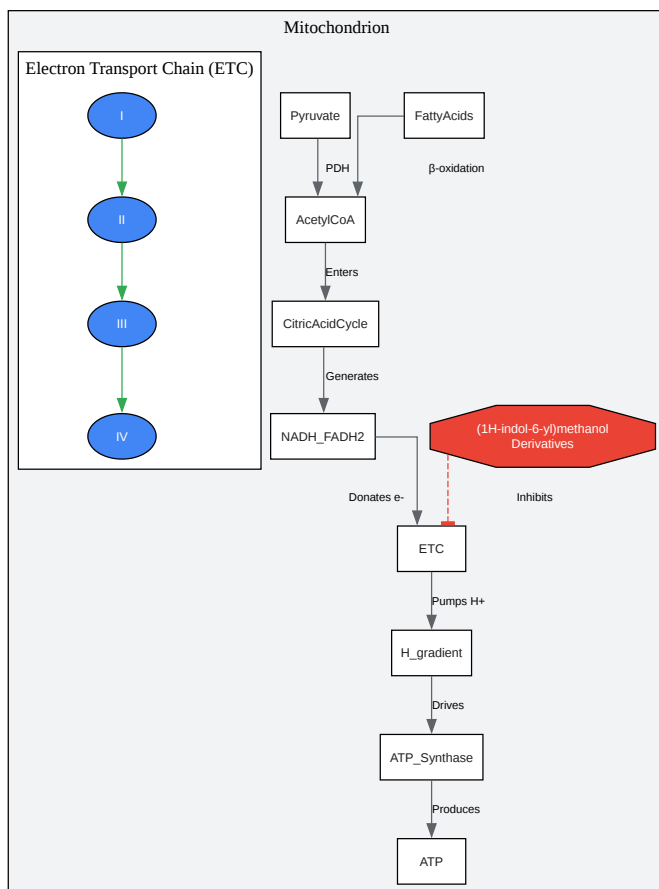 Mitochondrion
Electron Transport Chain (ETC)
I
II
III
IV
Pyruvate
FattyAcids
PDH
β-oxidation
AcetylCoA
Enters
CitricAcidCycle
Generates
NADH_FADH2
(1H-indol-6-yl)methanol
Derivatives
Donates e-
Inhibits
ETC
Pumps H+
H_gradient
Drives
ATP_Synthase
Produces
ATP